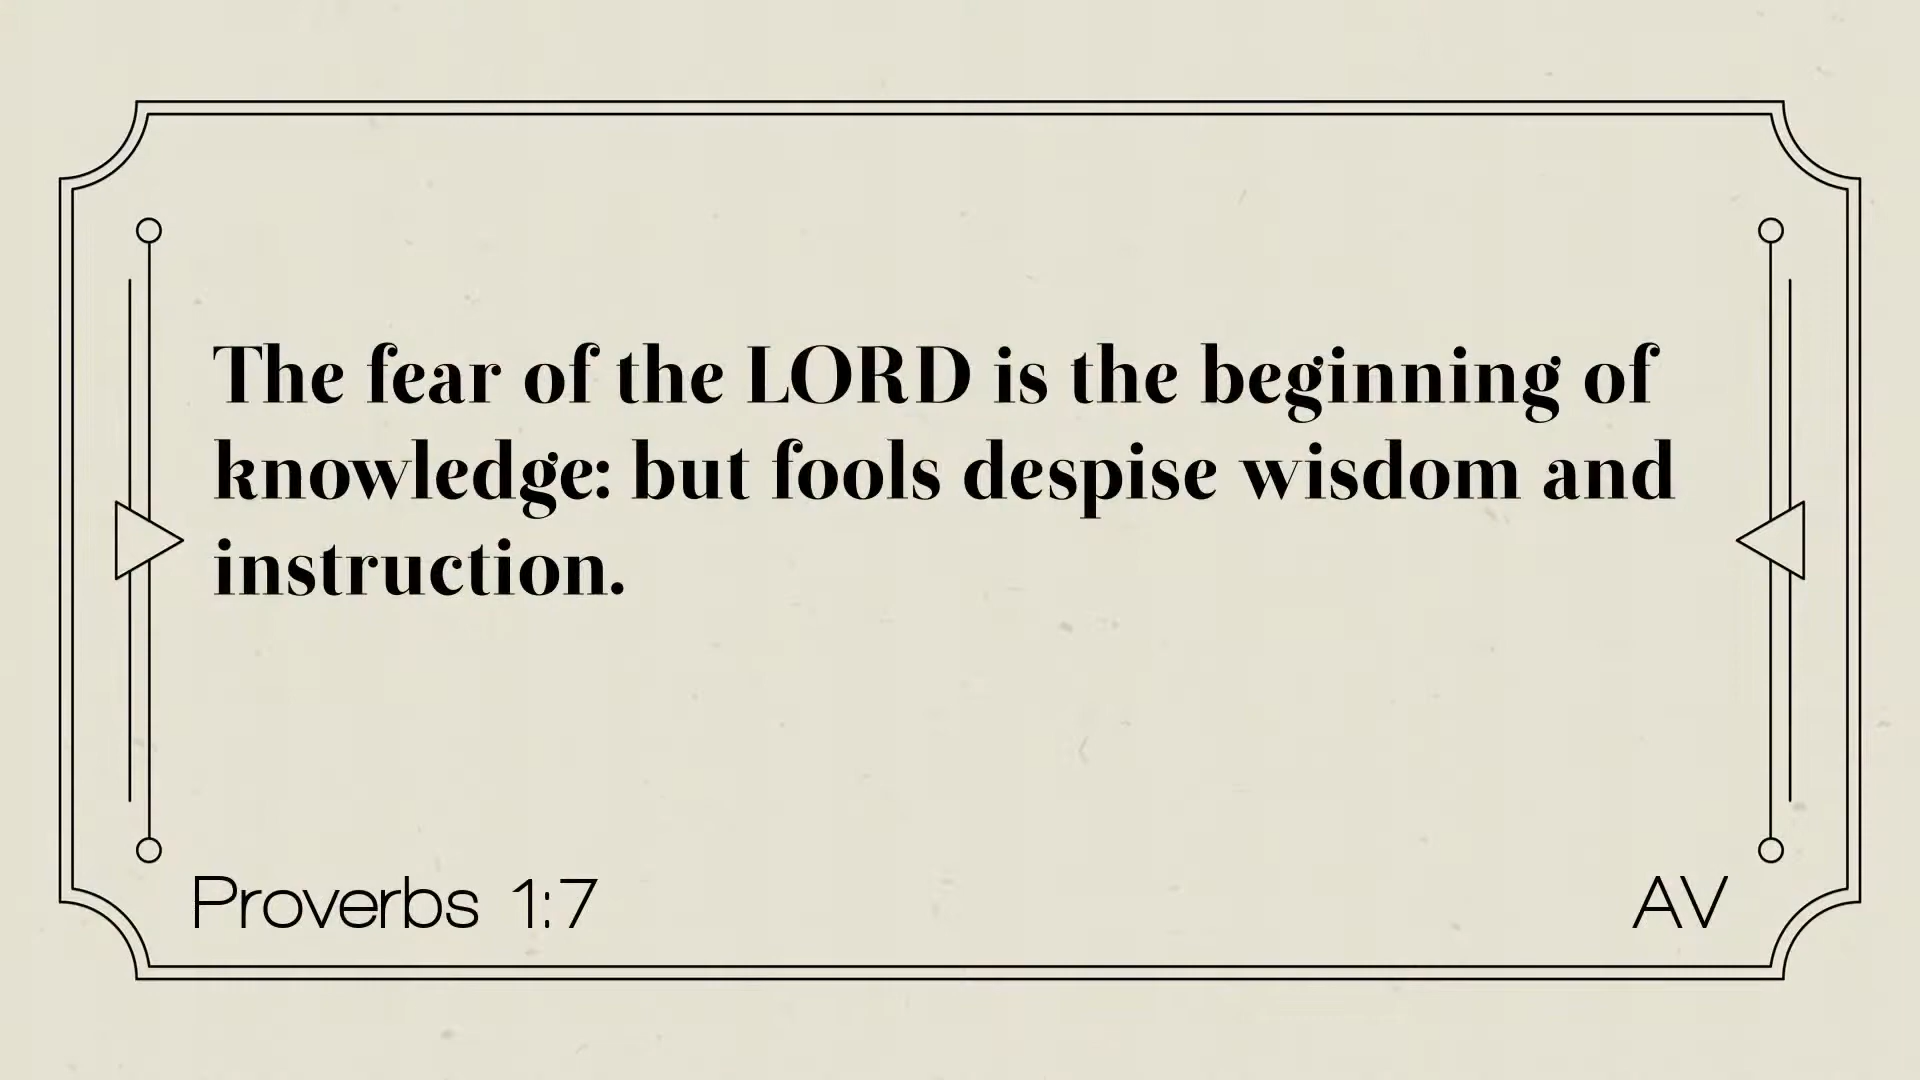 The fear of the LORD is the beginning of
knowledge: but fools despise wisdom and
instruction.
Proverbs 1:7
AV